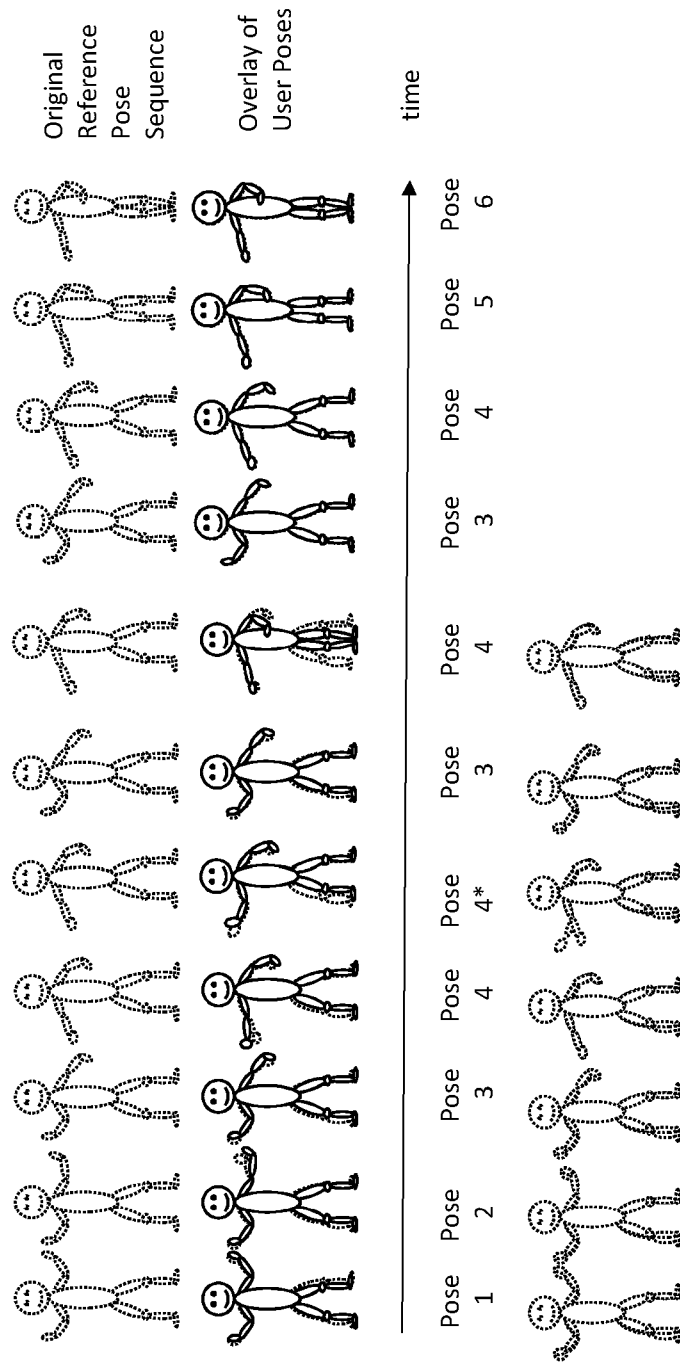 Original
Reference
Pose
Sequence
Overlay of
User Poses
time
Pose
1
Pose
2
Pose
3
Pose
4
Pose
4*
Pose
3
Pose
4
Pose
3
Pose
4
Pose
5
Pose
6